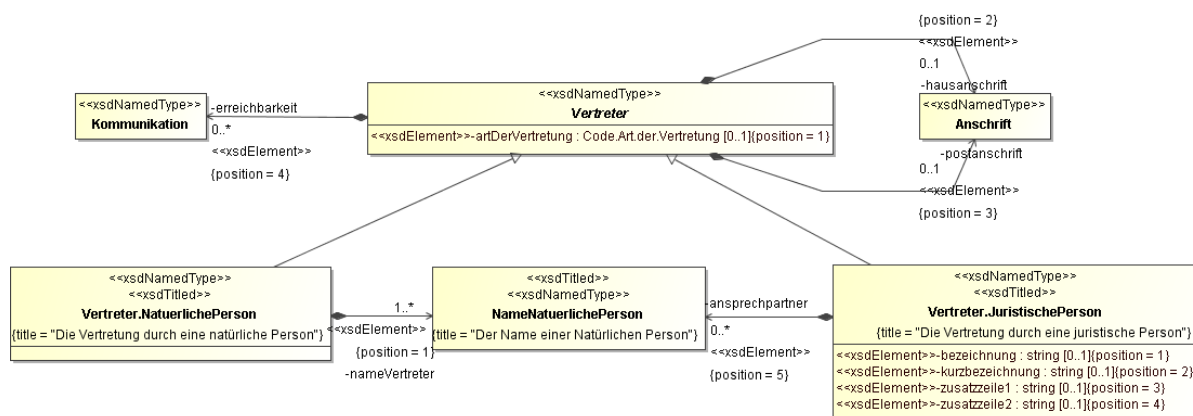 {position = 2}
<<xsdElement>>
0..1
-hausanschrift
<<xsdNamedType>>
Kommunikation
-erreichbarkeit
0..*
<<xsdElement>>
{position = 4}
<<xsdNamedType>>
Vertreter
<<xsdElement>>-artDerVertretung : Code.Art.der.Vertretung [0..1]{position = 1}
<<xsdNamedType>>
Anschrift
-postanschrift
0..1
<<xsdElement>>
{position = 3}
<<xsdNamedType>>
<<xsdTitled>>
Vertreter.NatuerlichePerson
{title = "Die Vertretung durch eine natürliche Person"}
1..*
<<xsdElement>>
{position = 1}
-nameVertreter
<<xsdTitled>>
<<xsdNamedType>>
NameNatuerlichePerson
{title = "Der Name einer Natürlichen Person"}
-ansprechpartner
0..*
<<xsdElement>>
{position = 5}
<<xsdNamedType>>
<<xsdTitled>>
Vertreter.JuristischePerson
{title = "Die Vertretung durch eine juristische Person"}
<<xsdElement>>-bezeichnung : string [0..1]{position = 1}
<<xsdElement>>-kurzbezeichnung : string [0..1]{position = 2}
<<xsdElement>>-zusatzzeile1 : string [0..1]{position = 3}
<<xsdElement>>-zusatzzeile2 : string [0..1]{position = 4}